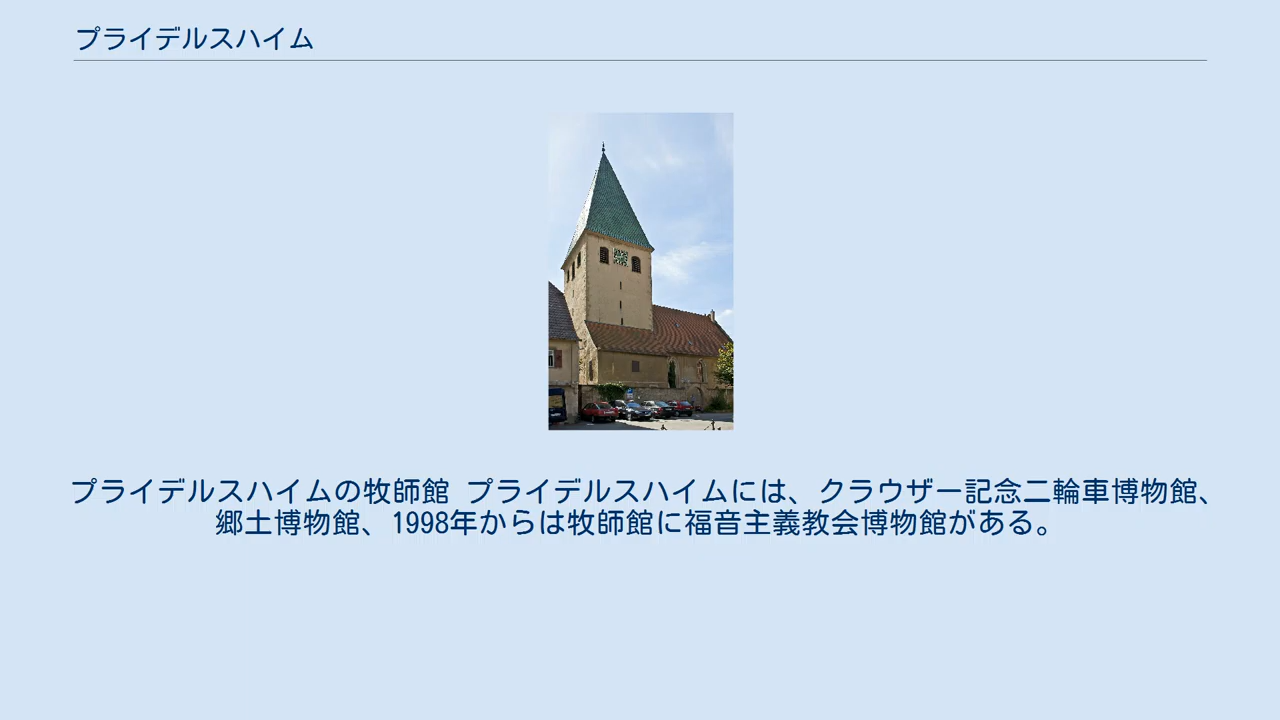 プライデルスハイム
プライデルスハイムの牧師館 プライデルスハイムには、クラウザー記念二輪車博物館、
郷土博物館、1998年からは牧師館に福音主義教会博物館がある。